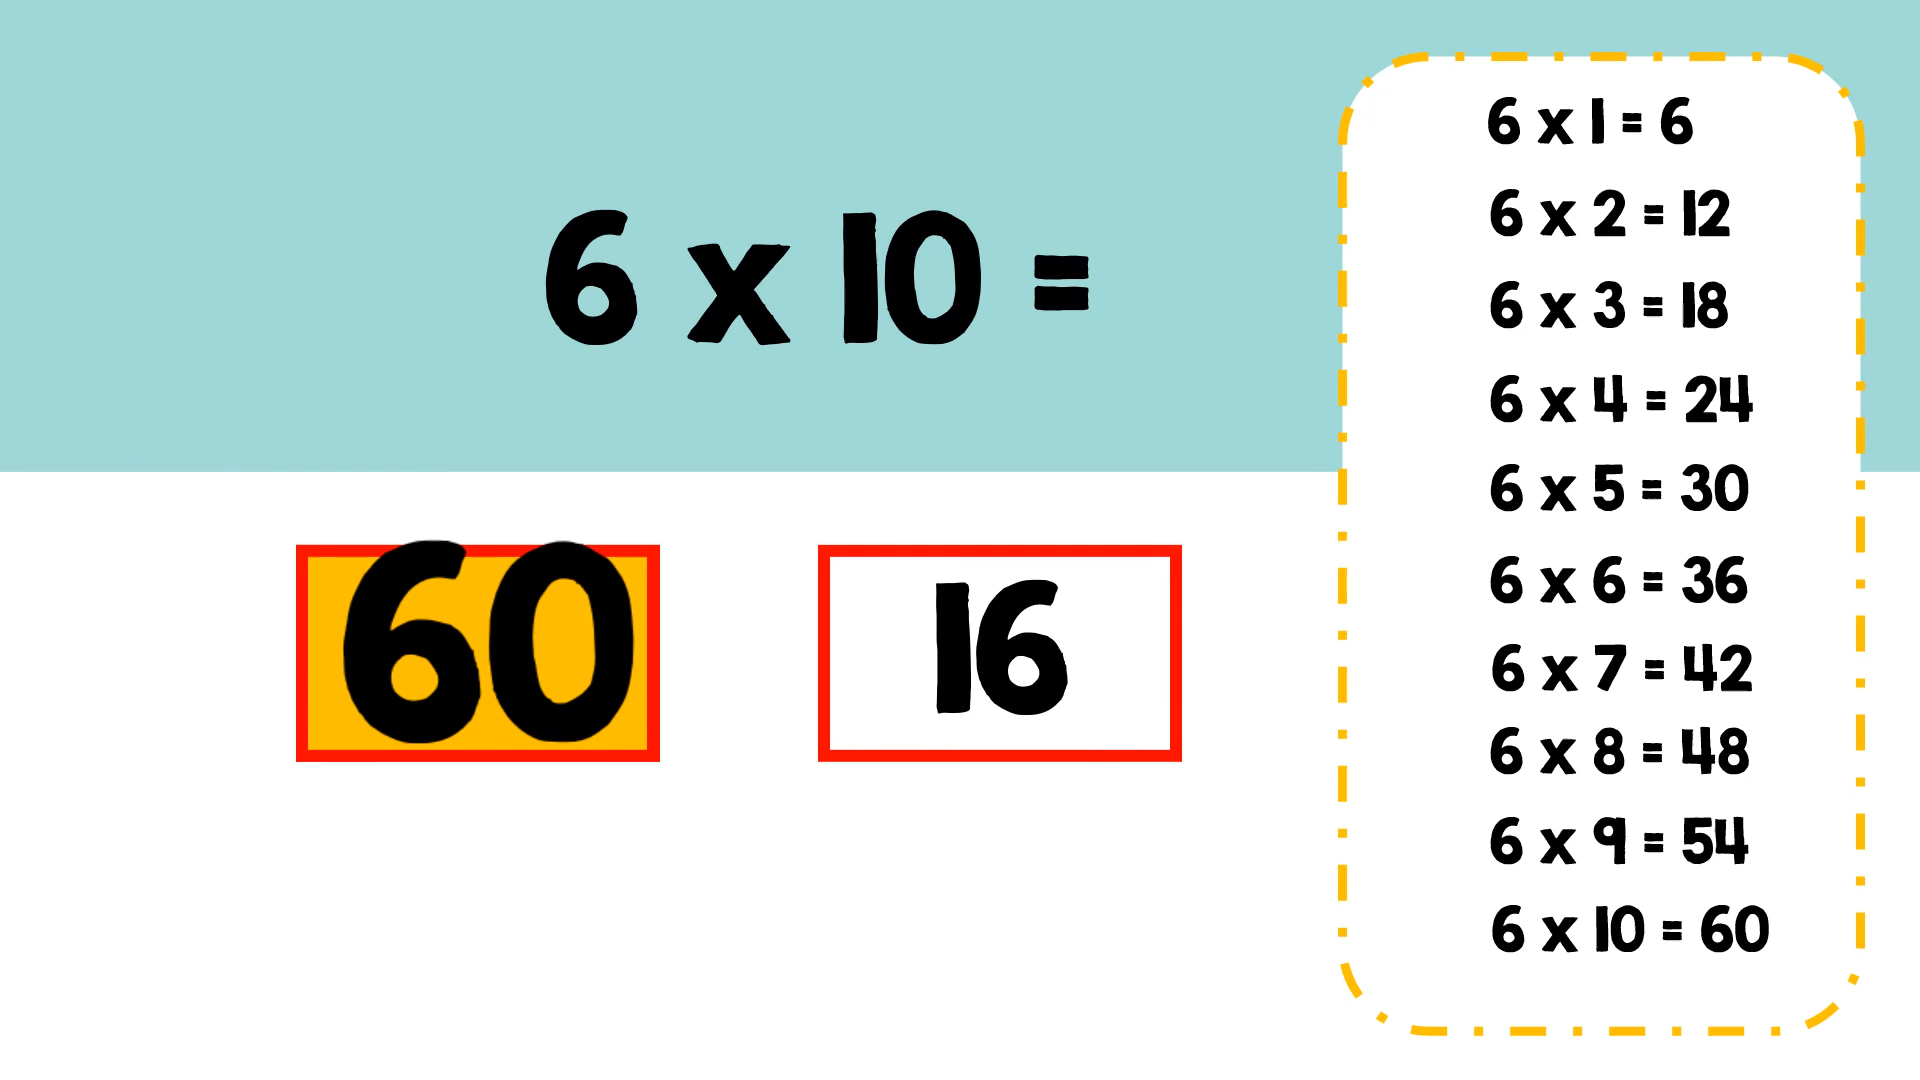 6 x 10 =
60
16
6 x 1 = 6
6 x 2 = 12
6 x 3 = 18
6 x 4 = 24
6 x 5 = 30
6 x 6 = 36
6 x 7 = 42
6 x 8 = 48
6 x 9 = 54
6 x 10 = 60